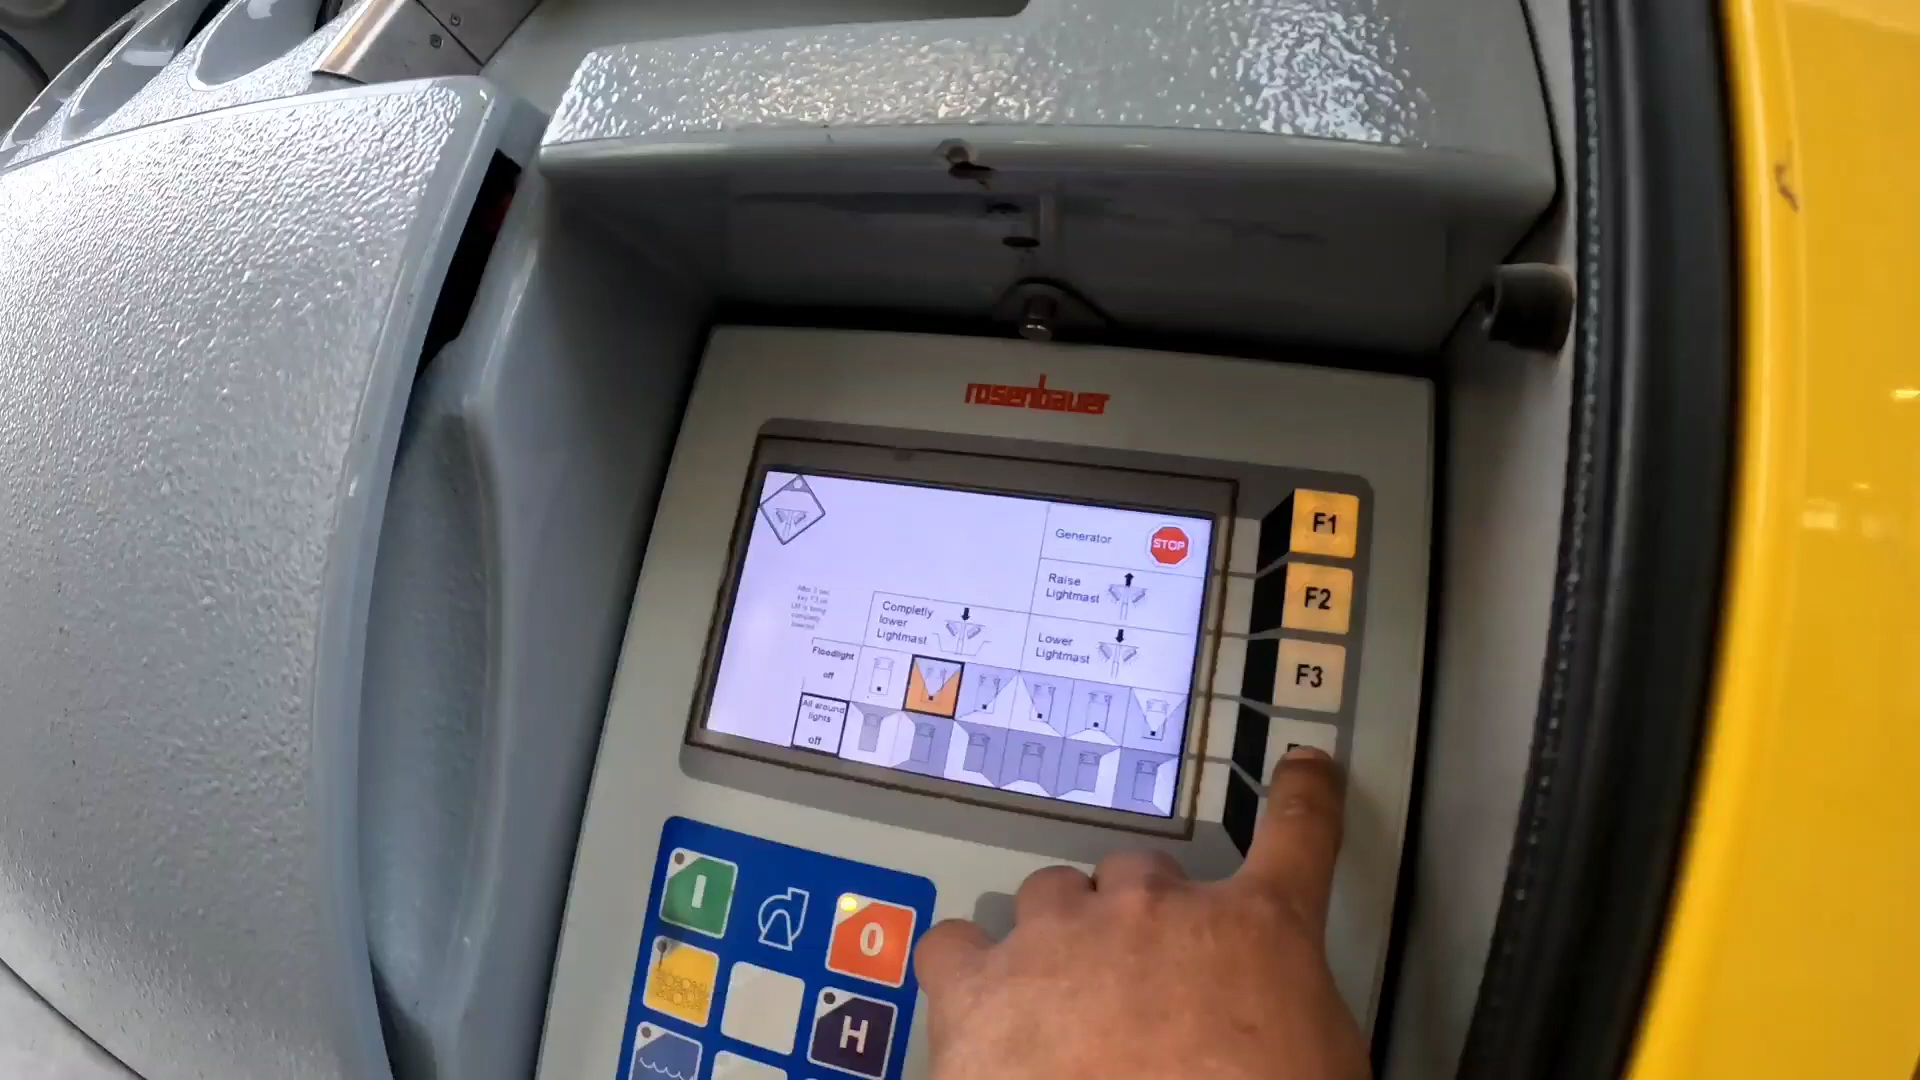 rosenbauer
F1
Generator
STOP
F2
Raise
Lightmast
Completly
lower
Lightmast
Lower
Lightmast
F3
Floodlight
off
All around
lights
off
I
0
H